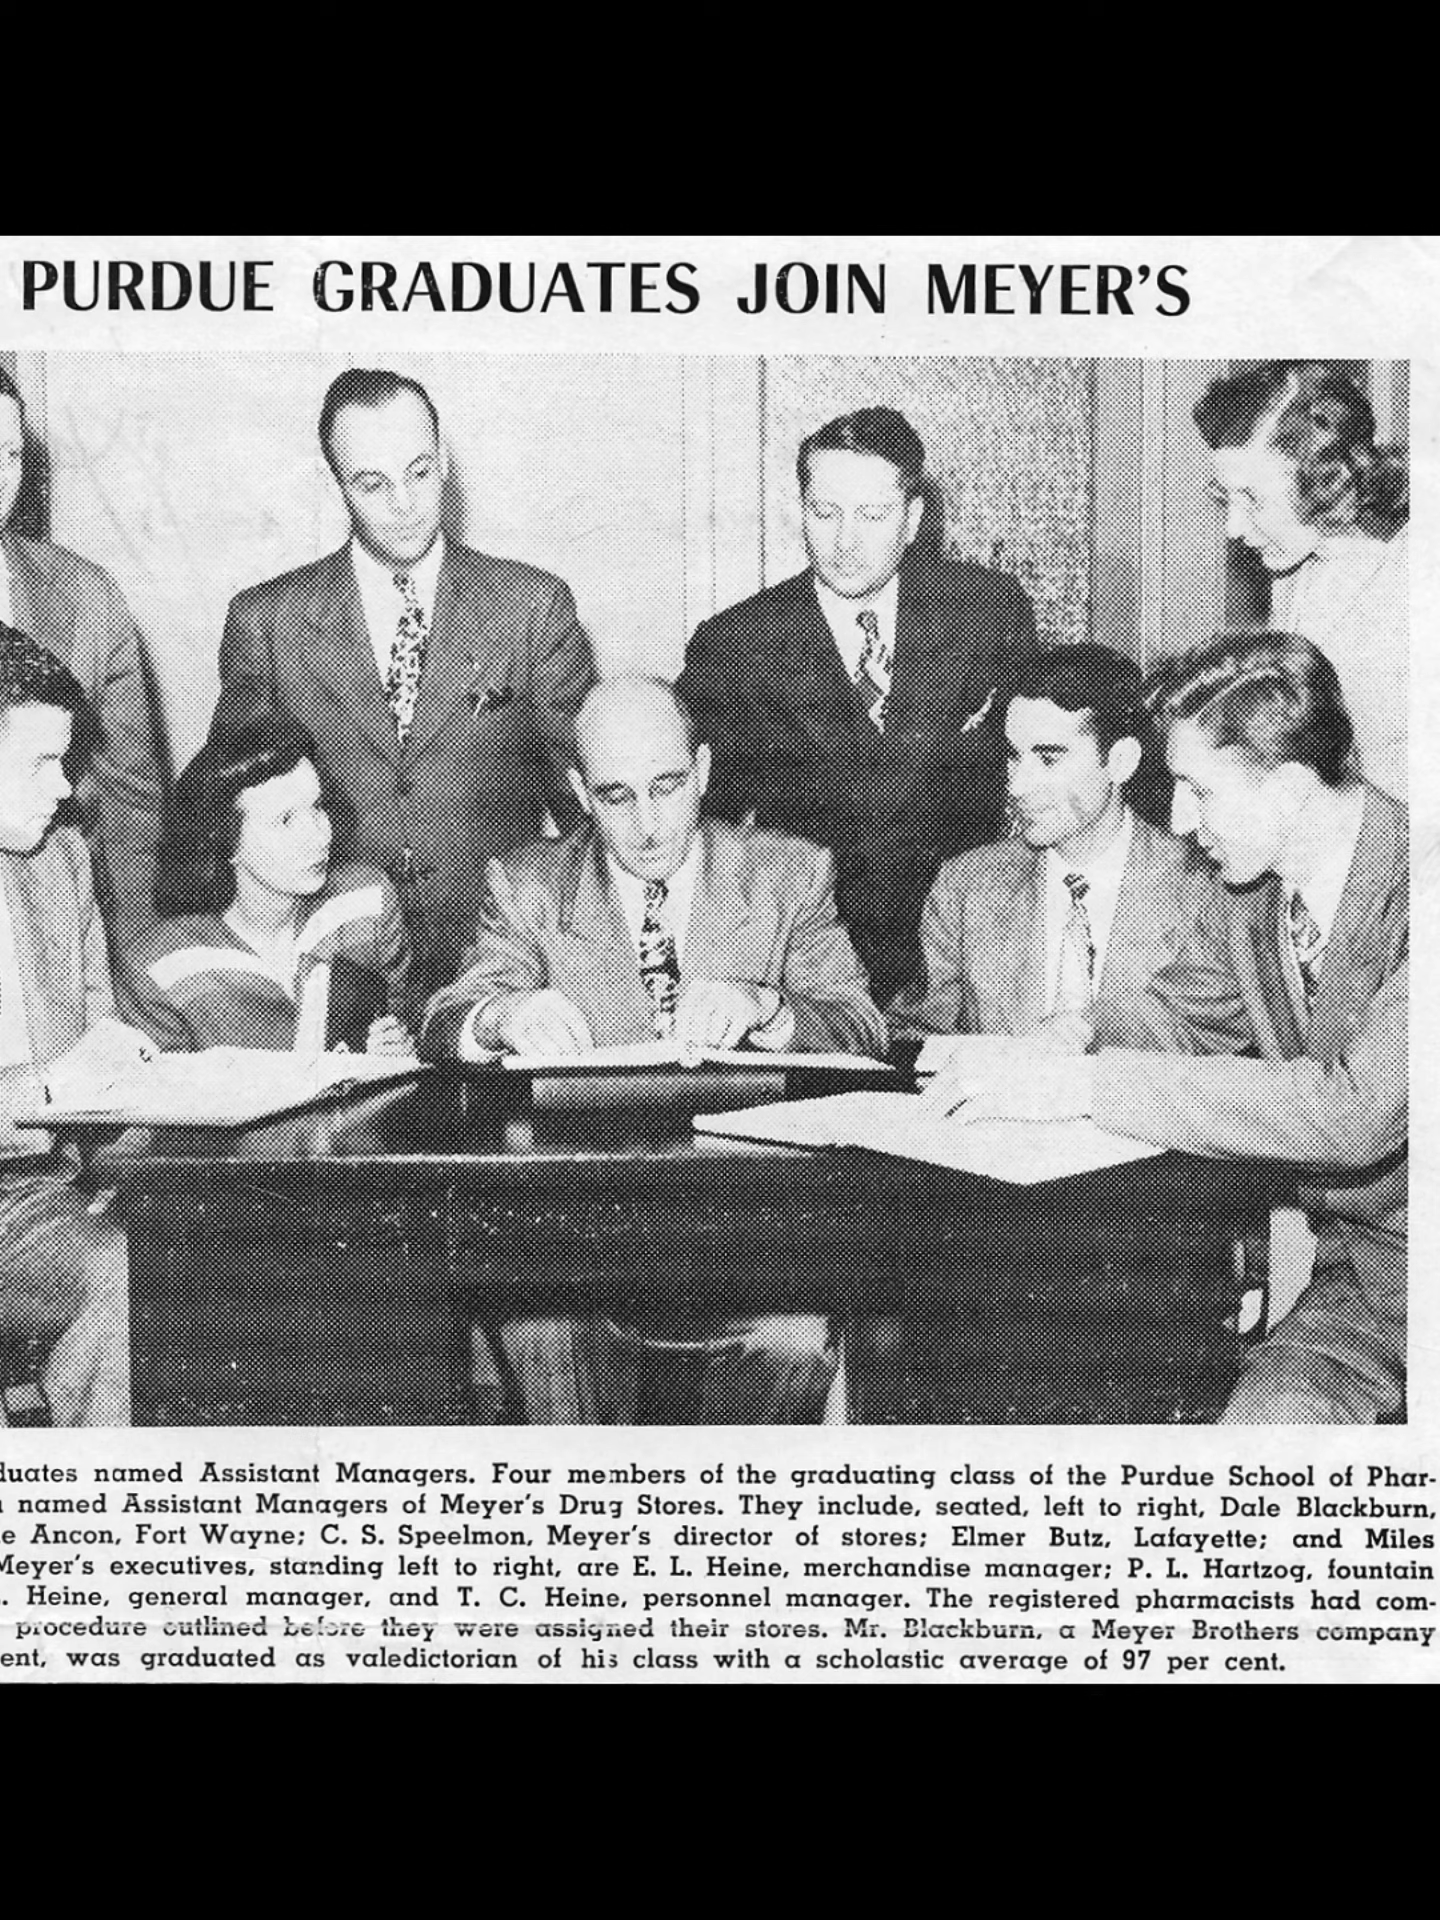 PURDUE GRADUATES JOIN MEYER'S
duates named Assistant Managers. Four members of the graduating class of the Purdue School of Phar-
named Assistant Managers of Meyer's Drug Stores. They include, seated, left to right, Dale Blackburn,
e Ancon, Fort Wayne; C. S. Speelmon, Meyer's director of stores; Elmer Butz, Lafayette; and Miles
Meyer's executives, standing left to right, are E. L. Heine, merchandise manager; P. L. Hartzog, fountain
. Heine, general manager, and T. C. Heine, personnel manager. The registered pharmacists had com-
procedure outlined before they were assigned their stores. Mr. Blackburn, a Meyer Brothers company
ent, was graduated as valedictorian of his class with a scholastic average of 97 per cent.